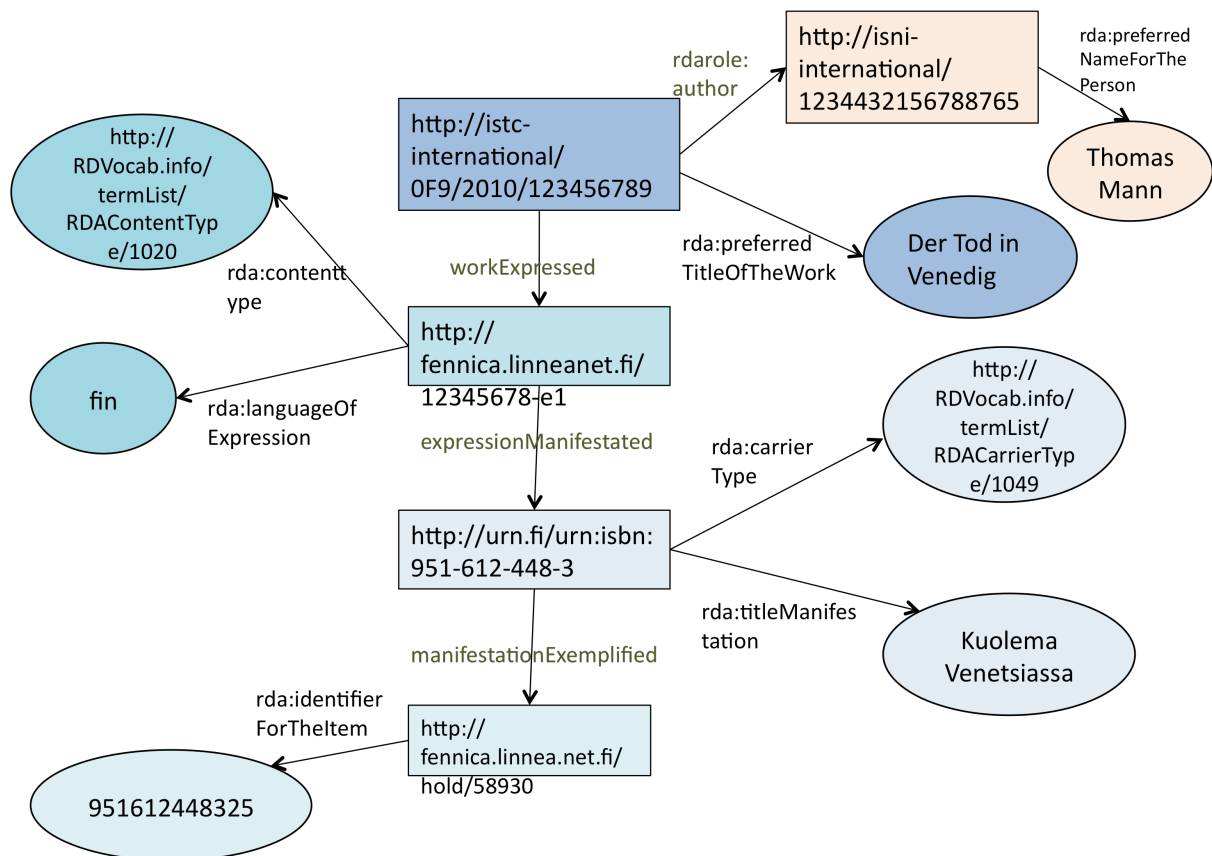 http://isni-
international/
1234432156788765
rda:preferred
NameForThe
Person
rdarole:
author
http://istc-
international/
0F9/2010/123456789
Thomas
Mann
http://
RDVocab.info/
termList/
RDAContentTyp
e/1020
rda:preferred
TitleOfTheWork
Der Tod in
Venedig
workExpressed
rda:contentt
ype
http://
fennica.linneanet.fi/
12345678-e1
fin
rda:languageOf
Expression
http://
RDVocab.info/
termList/
RDACarrierTyp
e/1049
expressionManifestated
rda:carrier
Type
http://urn.fi/urn:isbn:
951-612-448-3
rda:titleManifes
tation
Kuolema
Venetsiassa
manifestationExemplified
rda:identifier
ForTheItem
http://
fennica.linnea.net.fi/
hold/58930
951612448325